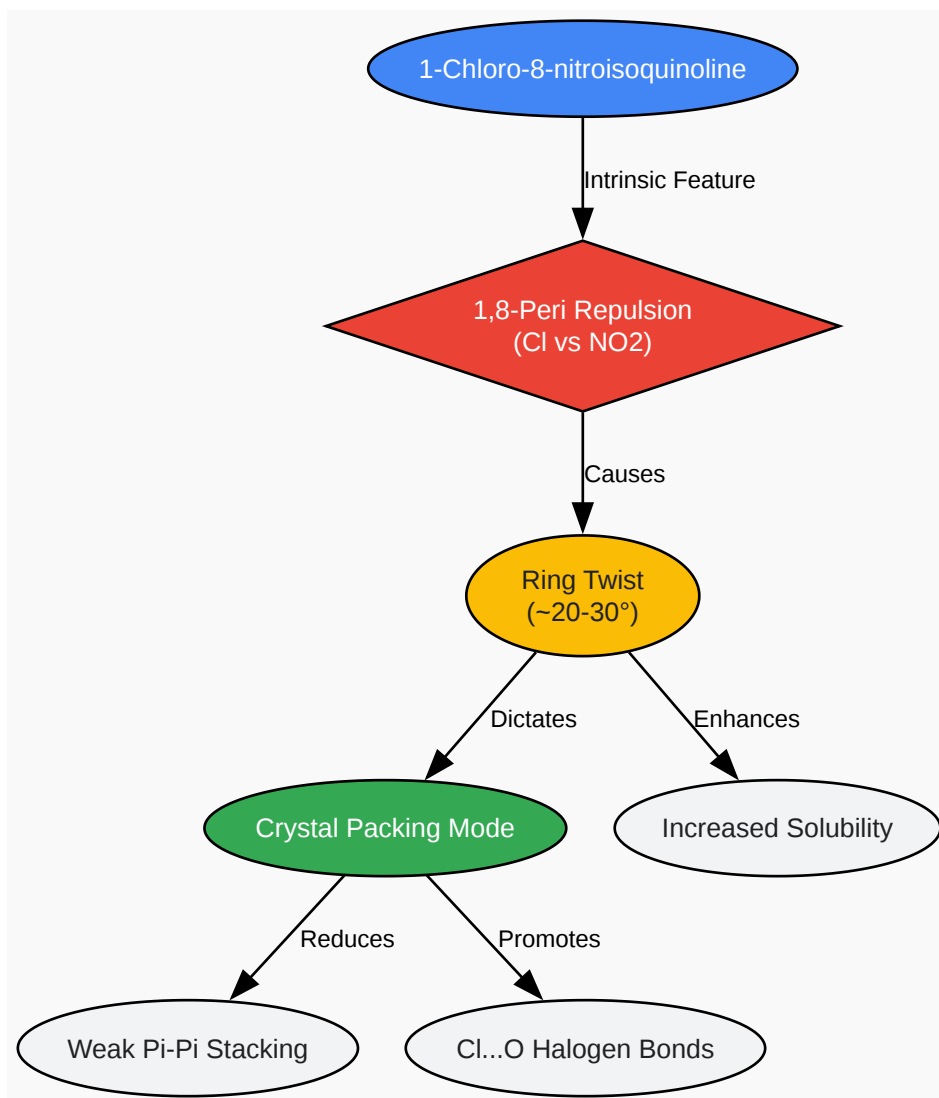 1-Chloro-8-nitroisoquinoline
Intrinsic Feature
1,8-Peri Repulsion
(Cl vs NO2)
Causes
Ring Twist
(~20-30°)
Dictates
Enhances
Crystal Packing Mode
Increased Solubility
Reduces
Promotes
Weak Pi-Pi Stacking
Cl...O Halogen Bonds